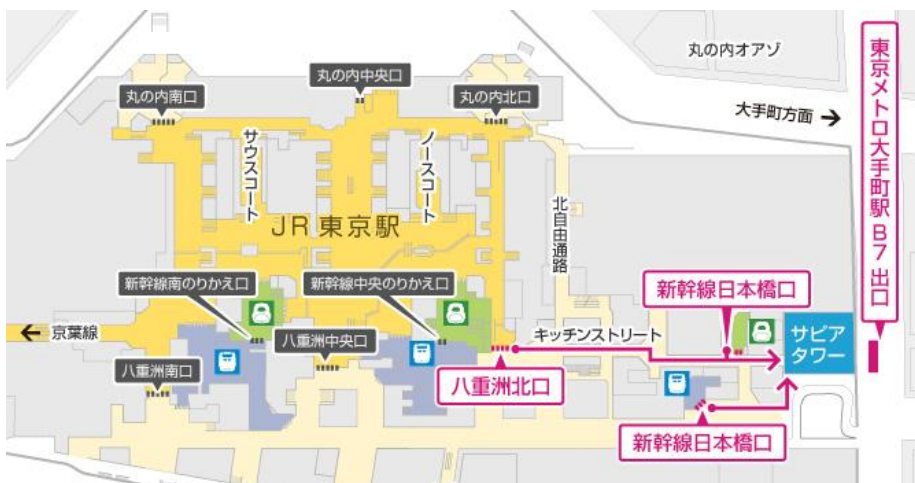 丸の内オアゾ
丸の内中央口
丸の内南口
丸の内北口
大手町方面 →
東京メトロ大手町駅 B7 出口
サウスコート
ノースコート
北自由通路
JR 東京駅
新幹線南のりかえ口
新幹線中央のりかえ口
新幹線日本橋口
← 京葉線
八重洲中央口
キッチンストリート
サピア
タワー
八重洲南口
八重洲北口
新幹線日本橋口